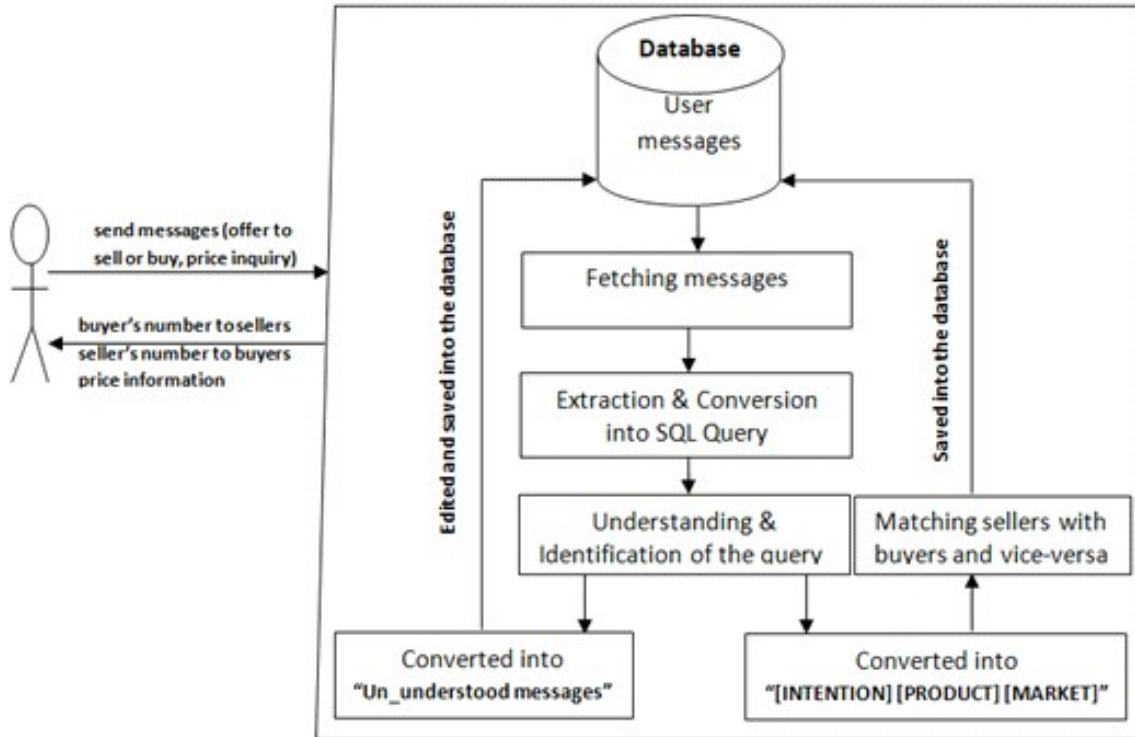 Database
User
messages
send messages (offer to
sell or buy, price inquiry)
buyer's number to sellers
seller's number to buyers
price information
Edited and saved into the database
Saved into the database
Fetching messages
Extraction & Conversion
into SQL Query
Understanding &
Identification of the query
Matching sellers with
buyers and vice-versa
Converted into
“Un_understood messages”
Converted into
“[INTENTION] [PRODUCT] [MARKET]”